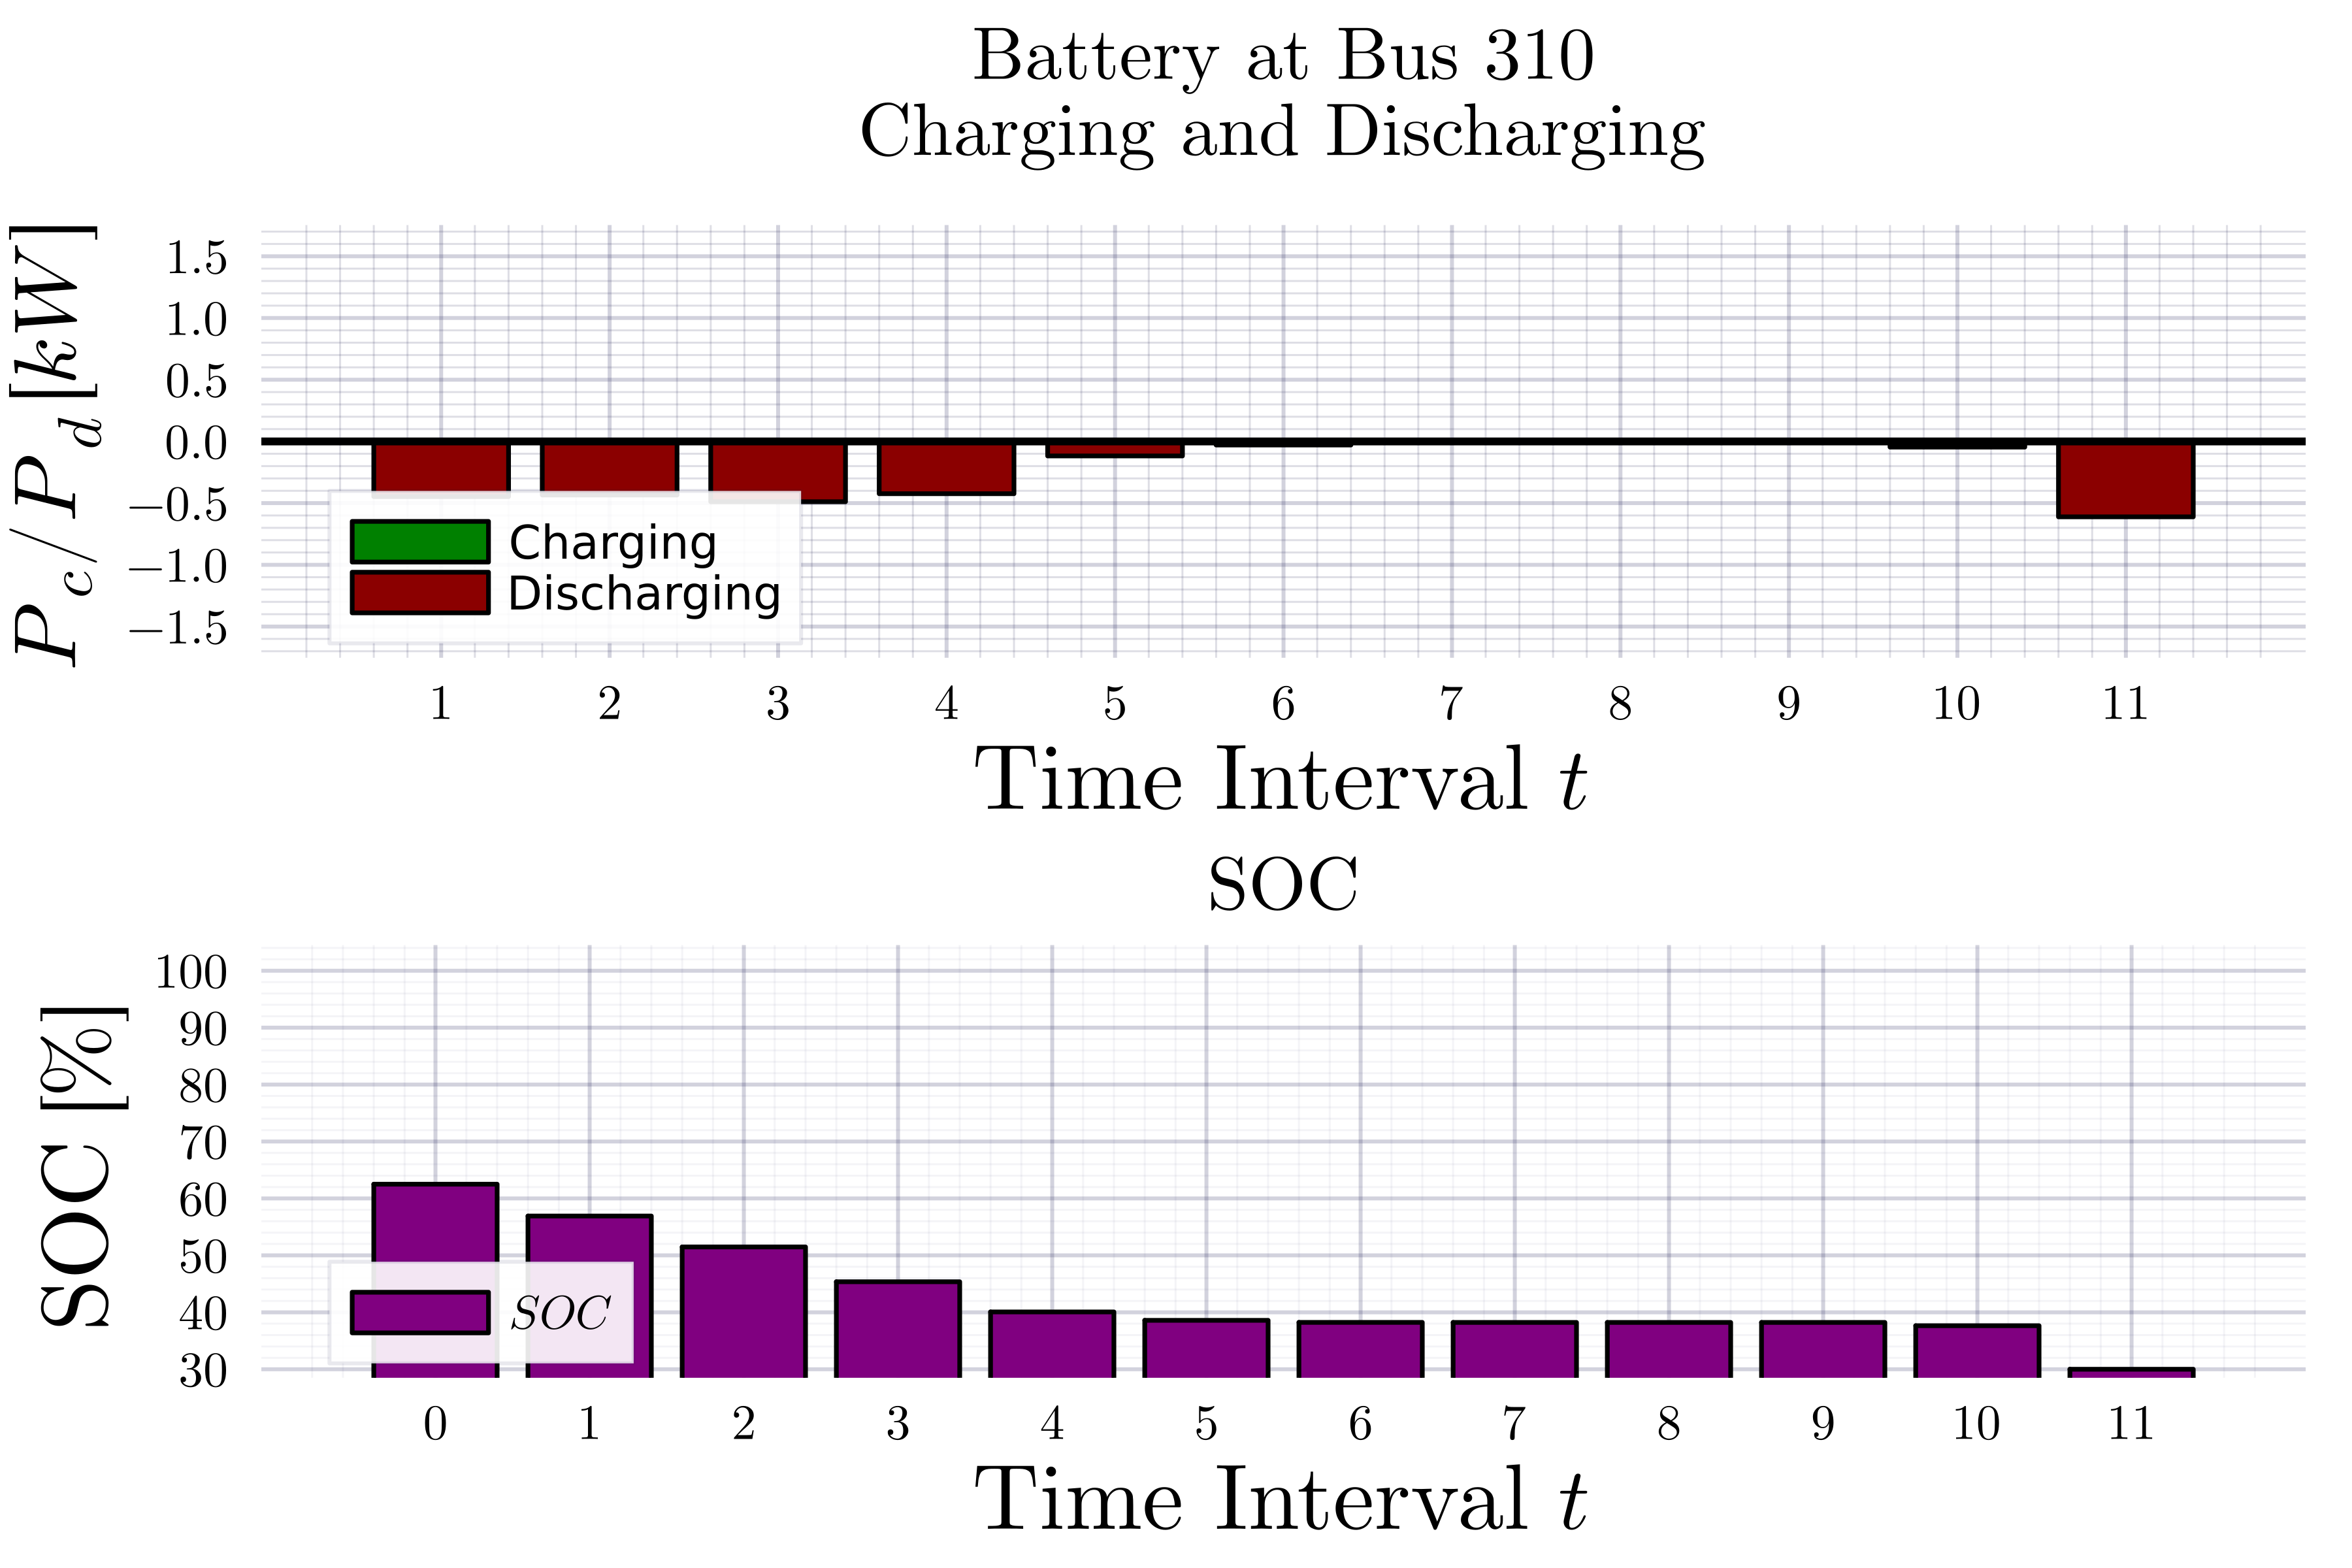 Battery at Bus 310
Charging and Discharging
P_c / P_d [kW]
1.5
1.0
0.5
0.0
−0.5
−1.0
−1.5
Charging
Discharging
1 2 3 4 5 6 7 8 9 10 11
Time Interval t
SOC
SOC [%]
100
90
80
70
60
50
40
30
SOC
0 1 2 3 4 5 6 7 8 9 10 11
Time Interval t